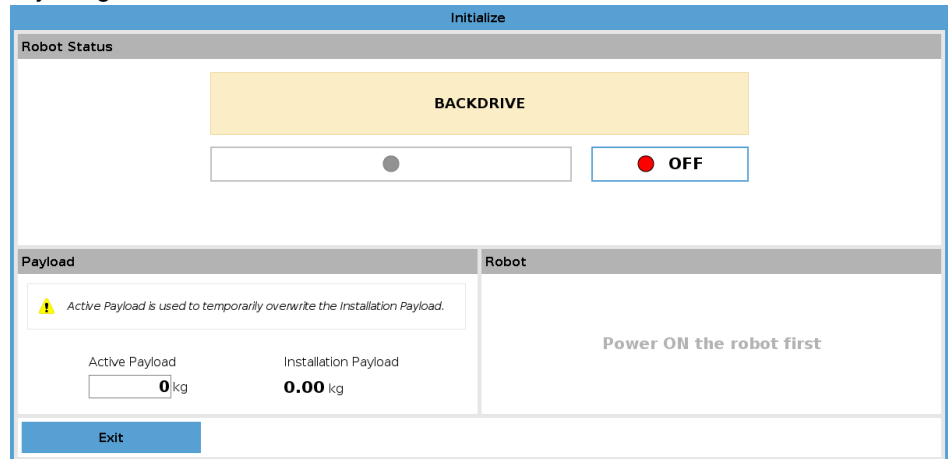 Initialize
Robot Status
BACKDRIVE
OFF
Payload
Robot
Active Payload is used to temporarily overwrite the Installation Payload.
Power ON the robot first
Active Payload
Installation Payload
0 kg
0.00 kg
Exit